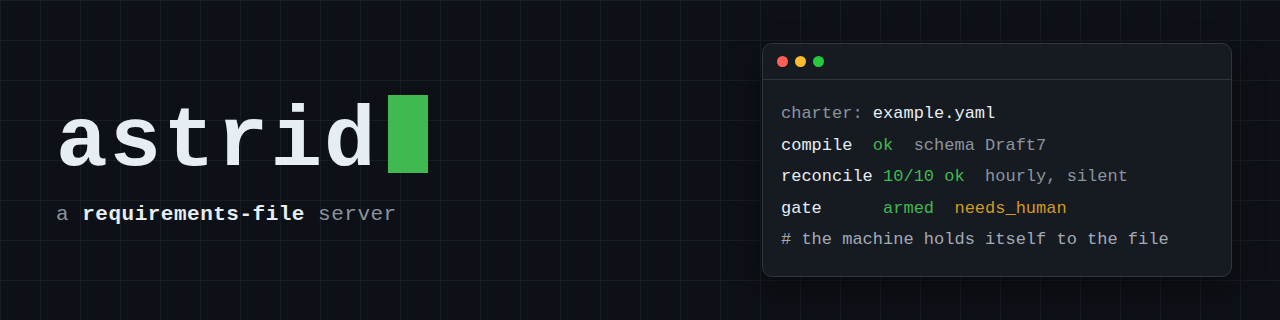 astrid
a requirements-file server
charter: example.yaml
compile ok schema Draft7
reconcile 10/10 ok hourly, silent
gate armed needs_human
# the machine holds itself to the file